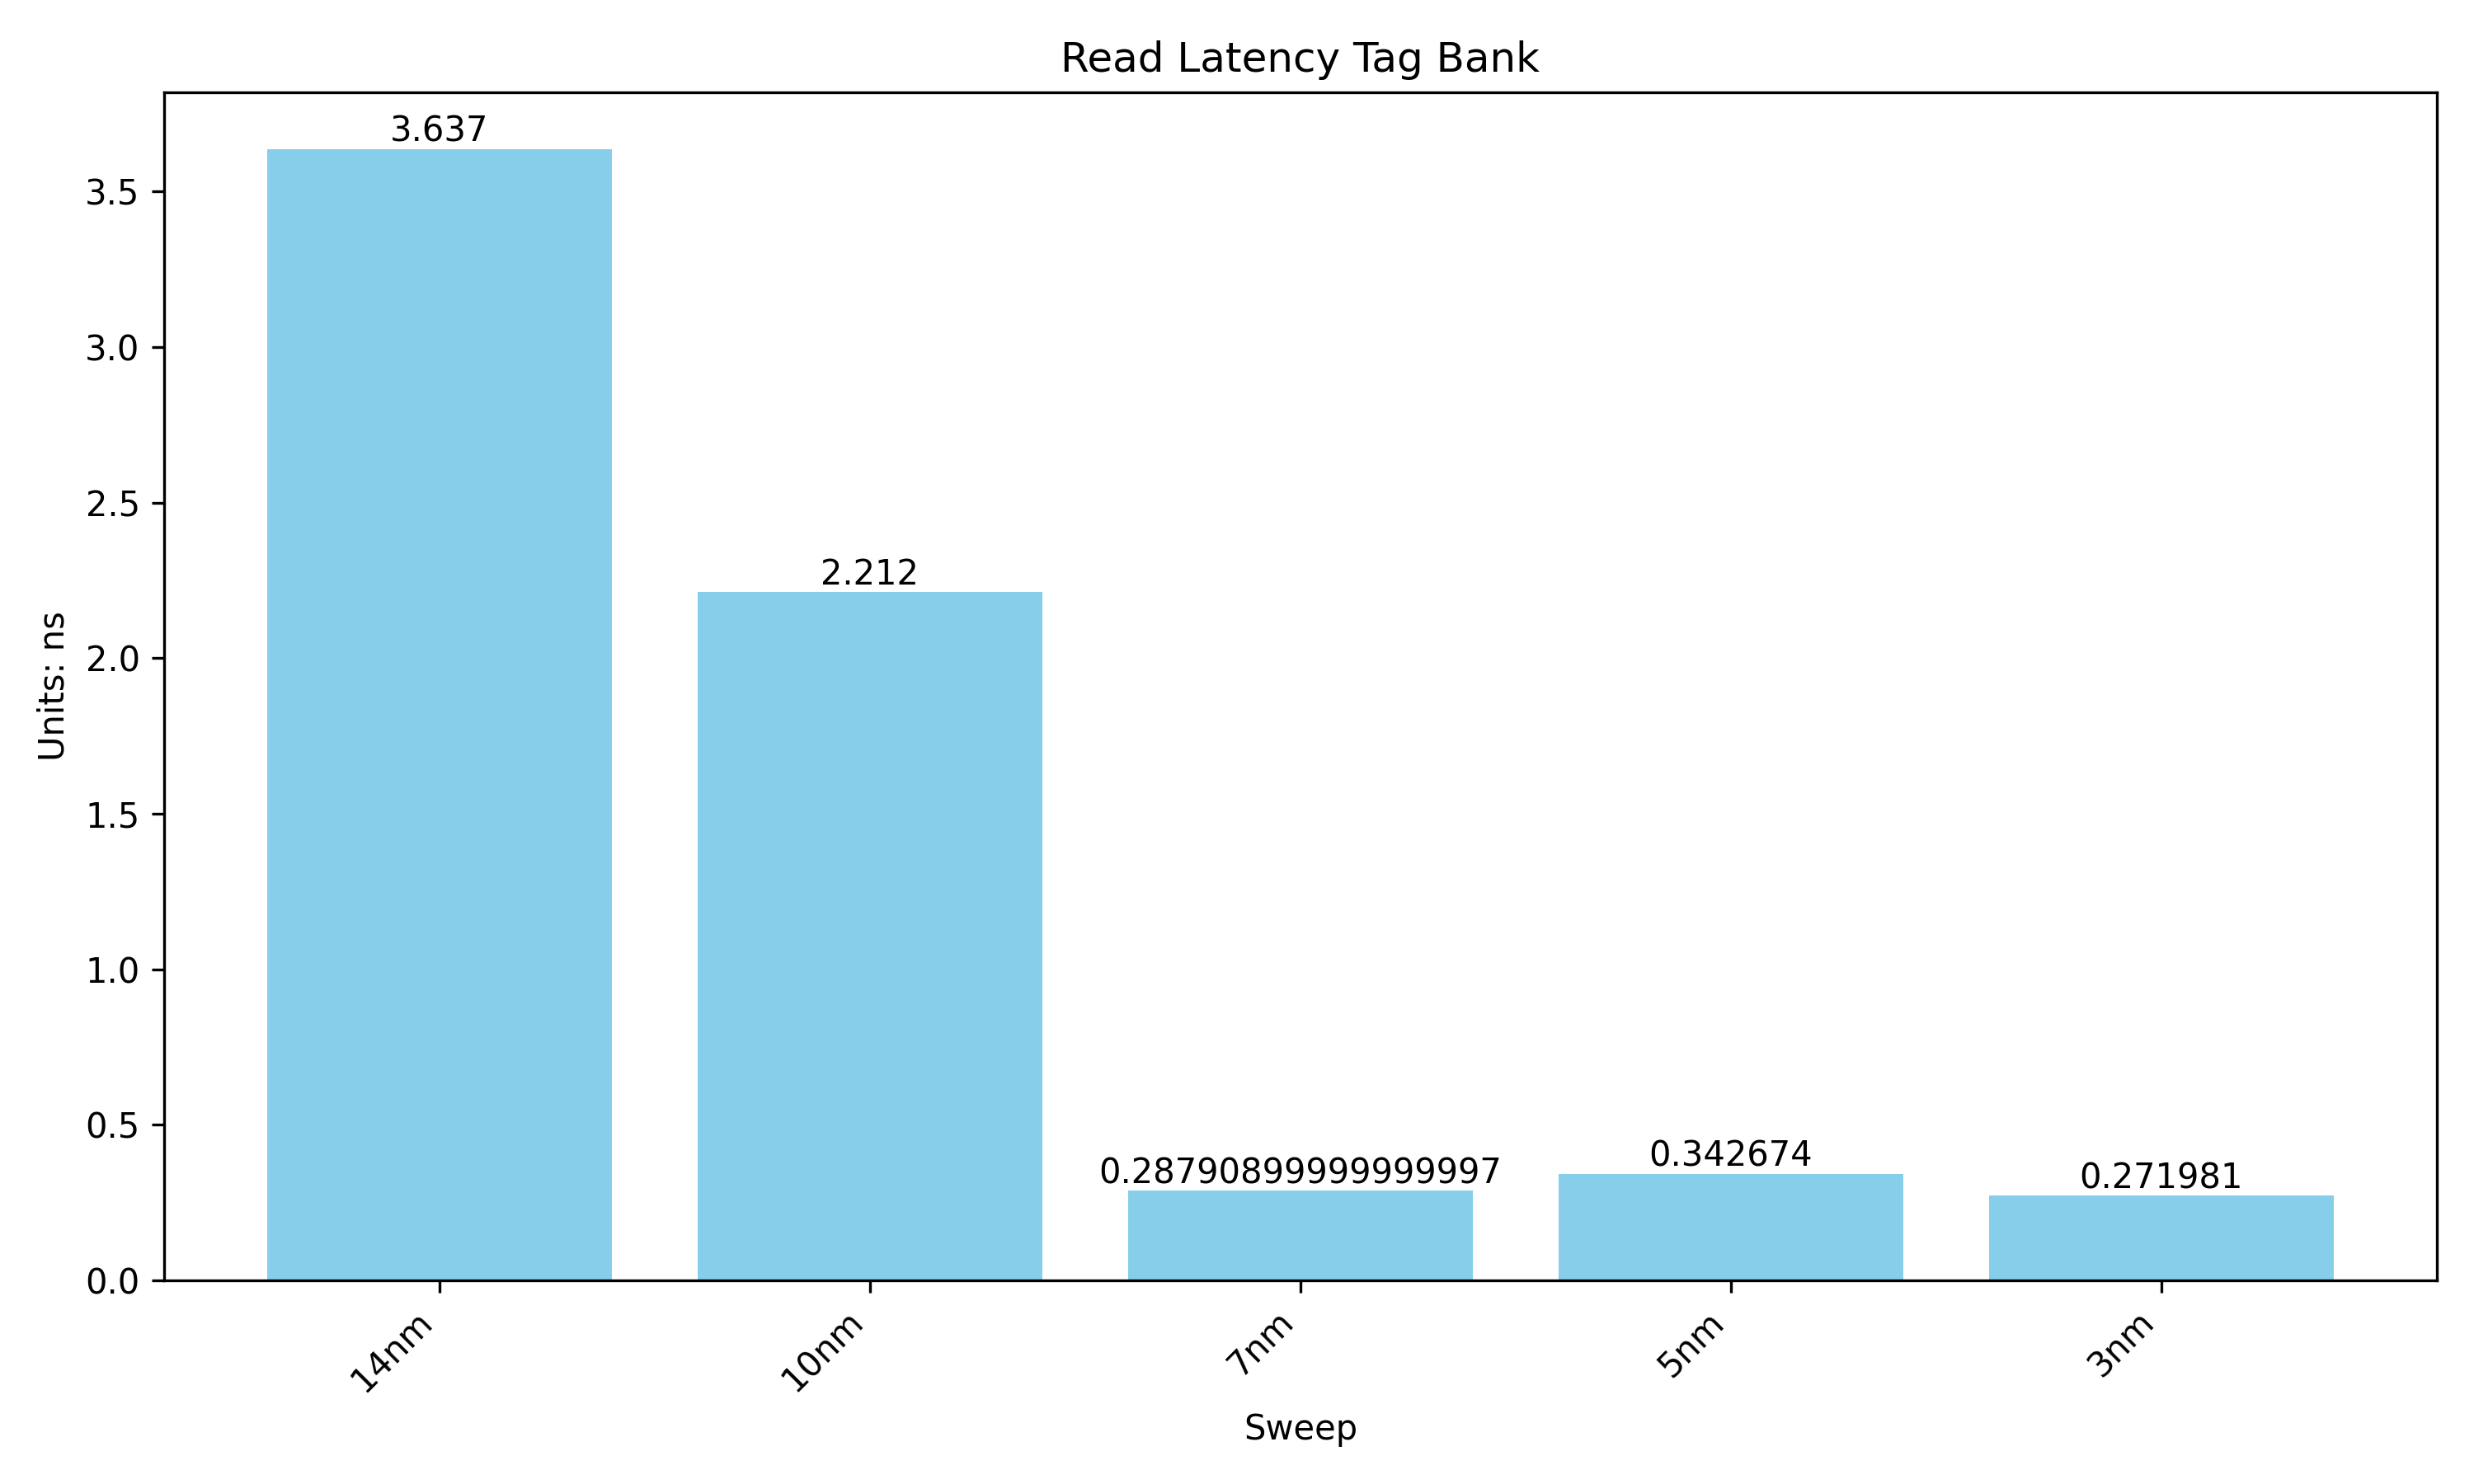 Read Latency Tag Bank
Units: ns
3.5
3.0
2.5
2.0
1.5
1.0
0.5
0.0
3.637
2.212
0.28790899999999997
0.342674
0.271981
14nm
10nm
7nm
5nm
3nm
Sweep